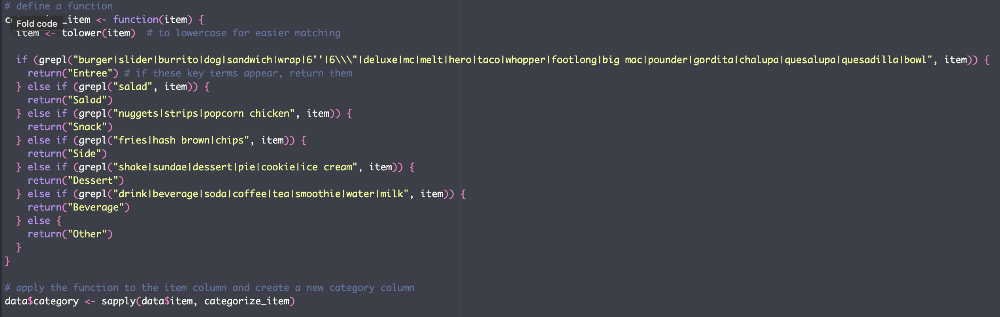 # define a function
_item <- function(item) {
Fold code
item <- tolower(item)  # to lowercase for easier matching
if (grepl("burger|slider|burrito|dog|sandwich|wrap|6''|6\\\"|deluxe|mc|melt|hero|taco|whopper|footlong|big mac|pounder|gordita|chalupa|quesalupa|quesadilla|bowl", item)) {
return("Entree") # if these key terms appear, return them
} else if (grepl("salad", item)) {
return("Salad")
} else if (grepl("nuggets|strips|popcorn chicken", item)) {
return("Snack")
} else if (grepl("fries|hash brown|chips", item)) {
return("Side")
} else if (grepl("shake|sundae|dessert|pie|cookie|ice cream", item)) {
return("Dessert")
} else if (grepl("drink|beverage|soda|coffee|tea|smoothie|water|milk", item)) {
return("Beverage")
} else {
return("Other")
}
}
# apply the function to the item column and create a new category column
data$category <- sapply(data$item, categorize_item)